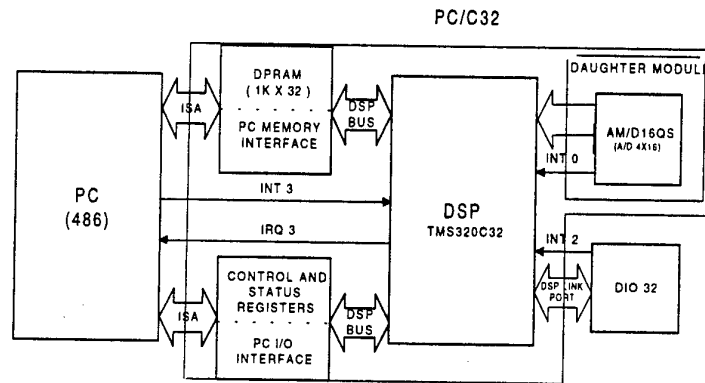 PC/C32
DPRAM
( 1K X 32 )
PC MEMORY
INTERFACE
ISA
DSP
BUS
DAUGHTER MODULE
AM/D16QS
(A/D 4X16)
INT 0
PC
(486)
INT 3
IRQ 3
DSP
TMS320C32
INT 2
DSP LINK
PORT
DIO 32
CONTROL AND
STATUS
REGISTERS
PC I/O
INTERFACE
ISA
DSP
BUS